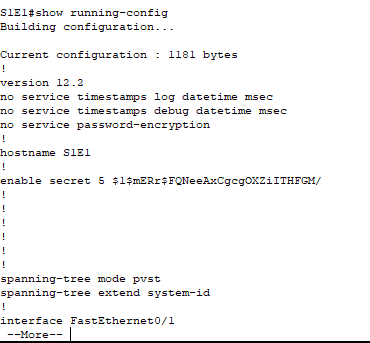 S1E1#show running-config
Building configuration...
Current configuration : 1181 bytes
!
version 12.2
no service timestamps log datetime msec
no service timestamps debug datetime msec
no service password-encryption
!
hostname S1E1
!
enable secret 5 $1$mERr$FQNeeAxCgcgOXZiIITHFGM/
!
!
!
!
!
!
spanning-tree mode pvst
spanning-tree extend system-id
!
interface FastEthernet0/1
--More--